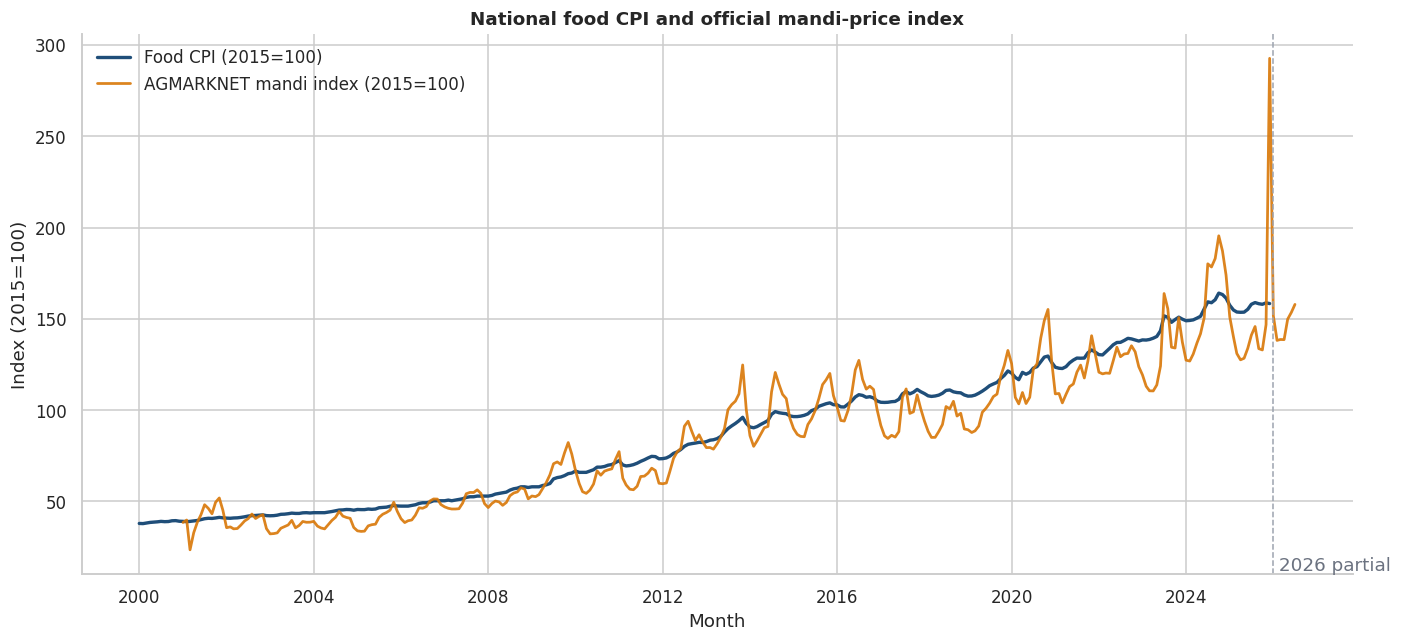 National food CPI and official mandi-price index
Food CPI (2015=100)
AGMARKNET mandi index (2015=100)
Index (2015=100)
300
250
200
150
100
50
2026 partial
2000 2004 2008 2012 2016 2020 2024
Month